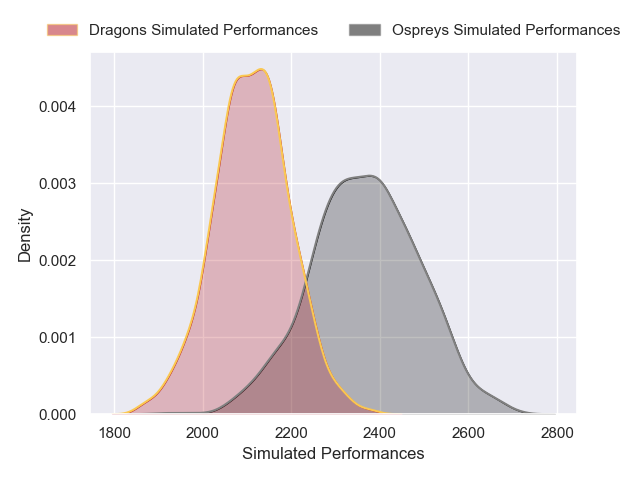 Dragons Simulated Performances
Ospreys Simulated Performances
0.004
0.003
0.002
0.001
0.000
Density
1800 2000 2200 2400 2600 2800
Simulated Performances